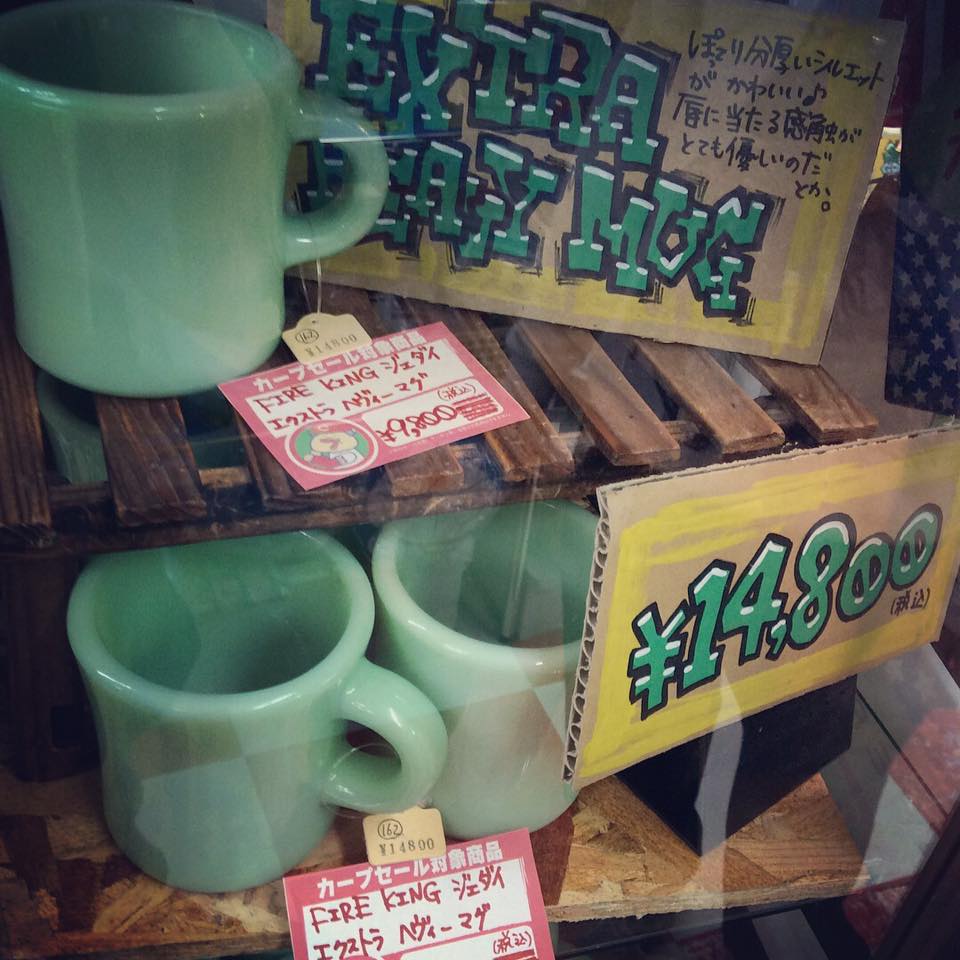 EXTRA
HEAVY MUG
ぽってり分厚いシルエット
が かわいい♪
唇に当たる感触が
とても優しいのだ
とか。
162
¥14800
カープセール対象商品
FIRE KING ジェダイ
エクストラ ヘヴィーマグ
(税込)
¥9,800
¥14,800
(税込)
162
¥14800
カープセール対象商品
FIRE KING ジェダイ
エクストラ ヘヴィーマグ
(税込)